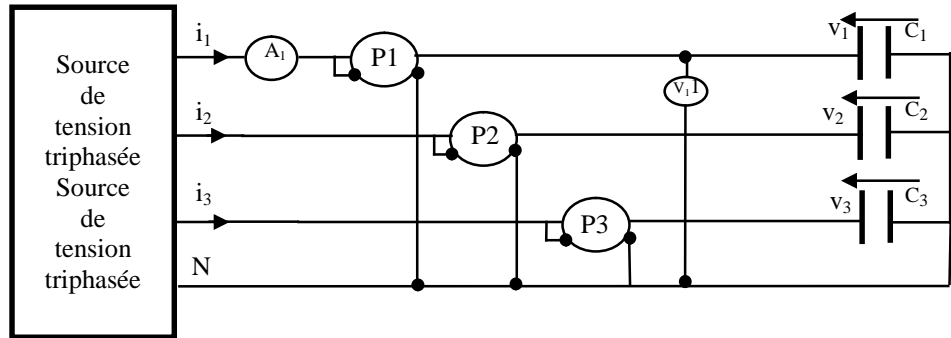 Source
de
tension
triphasée
Source
de
tension
triphasée
i₁
A₁
P1
v₁1
v₁
C₁
i₂
P2
v₂
C₂
i₃
P3
v₃
C₃
N